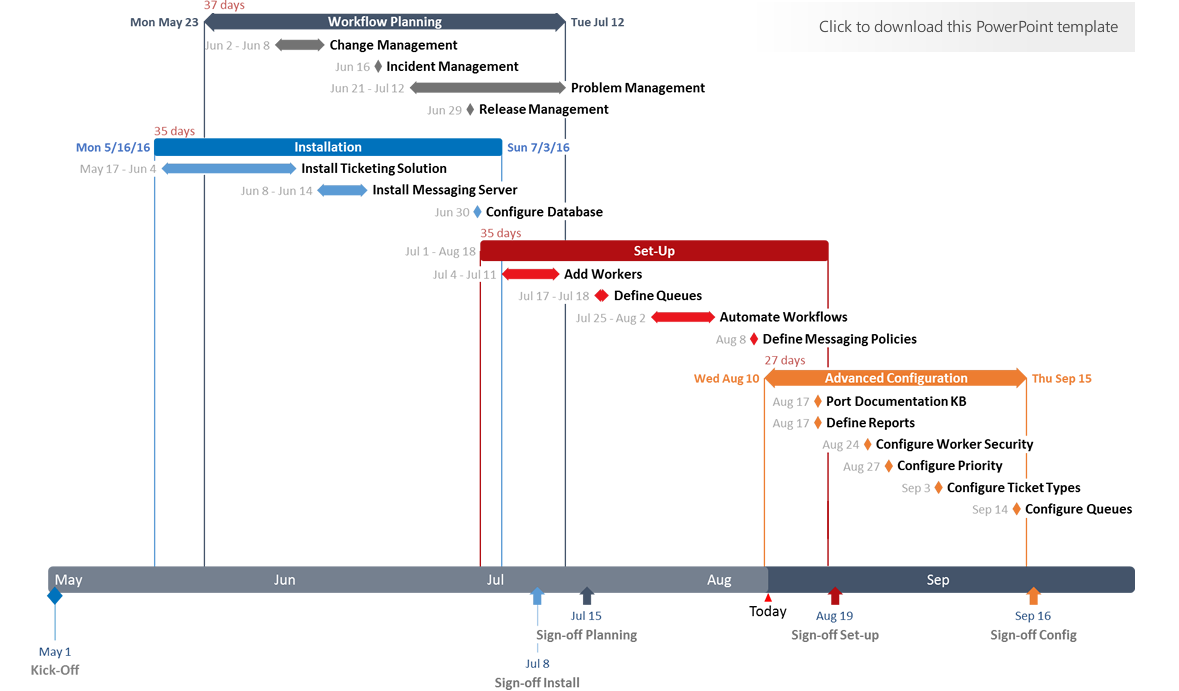 37 days
Click to download this PowerPoint template
Mon May 23 Workflow Planning Tue Jul 12
Jun 2 - Jun 8 Change Management
Jun 16 Incident Management
Jun 21 - Jul 12 Problem Management
Jun 29 Release Management
35 days
Mon 5/16/16 Installation Sun 7/3/16
May 17 - Jun 4 Install Ticketing Solution
Jun 8 - Jun 14 Install Messaging Server
Jun 30 Configure Database
35 days
Jul 1 - Aug 18 Set-Up
Jul 4 - Jul 11 Add Workers
Jul 17 - Jul 18 Define Queues
Jul 25 - Aug 2 Automate Workflows
Aug 8 Define Messaging Policies
27 days
Wed Aug 10 Advanced Configuration Thu Sep 15
Aug 17 Port Documentation KB
Aug 17 Define Reports
Aug 24 Configure Worker Security
Aug 27 Configure Priority
Sep 3 Configure Ticket Types
Sep 14 Configure Queues
May Jun Jul Aug Sep
Today
Jul 15 Aug 19 Sep 16
Sign-off Planning Sign-off Set-up Sign-off Config
May 1
Kick-Off
Jul 8
Sign-off Install